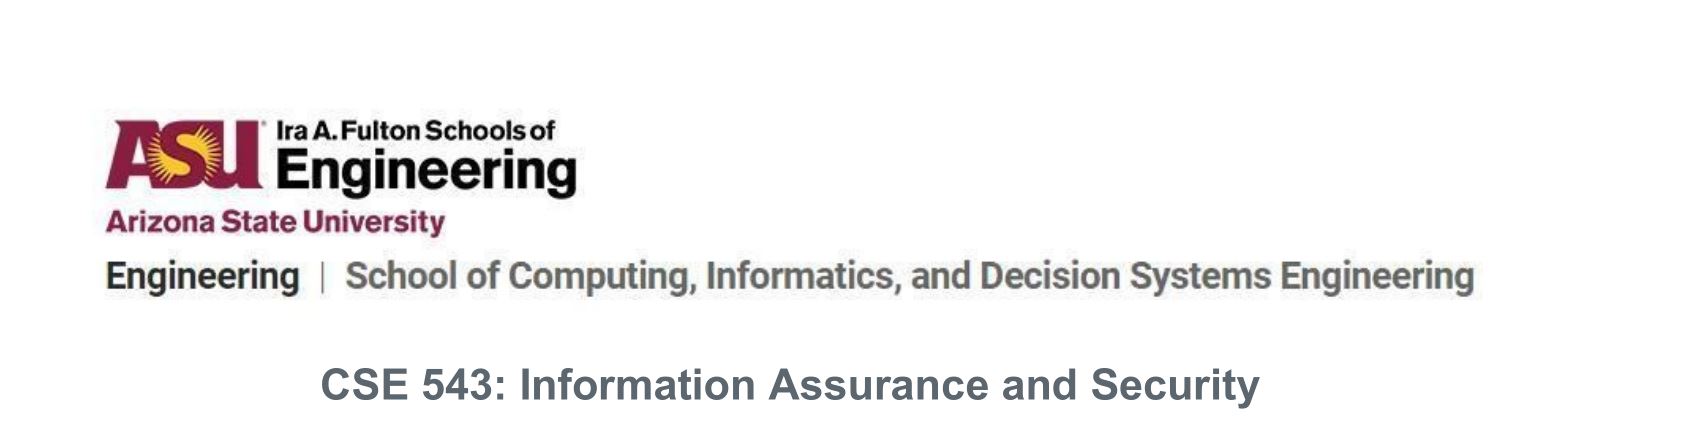 ASU Ira A. Fulton Schools of
Engineering
Arizona State University
Engineering | School of Computing, Informatics, and Decision Systems Engineering
CSE 543: Information Assurance and Security